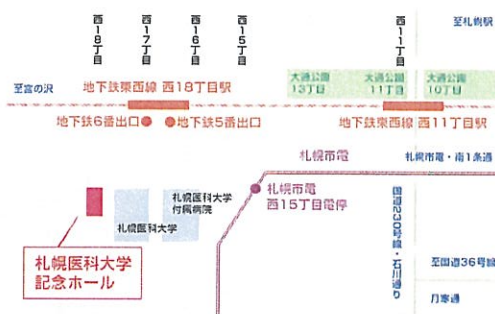 西18丁目
西17丁目
西16丁目
西15丁目
西11丁目
至札幌駅
大通公園
13丁目
大通公園
11丁目
大通公園
10丁目
至宮の沢
地下鉄東西線 西18丁目駅
地下鉄6番出口
地下鉄5番出口
地下鉄東西線 西11丁目駅
札幌市電
札幌市電・南1条通
札幌市電
西15丁目電停
札幌医科大学
付属病院
札幌医科大学
札幌医科大学
記念ホール
国道230号線・石川通り
至国道36号線
月寒通